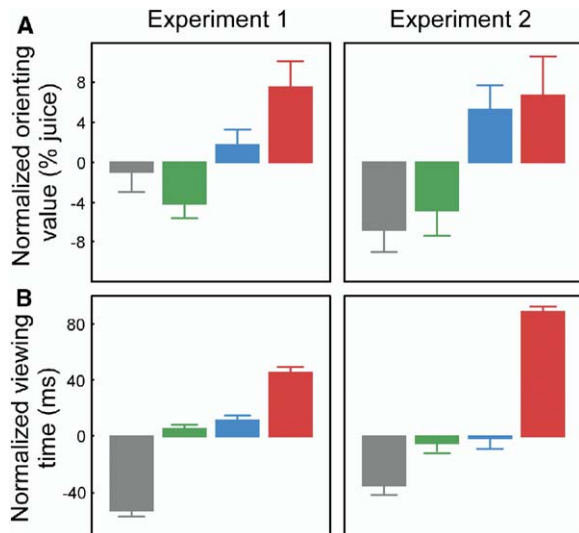 Experiment 1
Experiment 2
A
Normalized orienting
value (% juice)
8
4
0
-4
-8
B
Normalized viewing
time (ms)
80
40
0
-40